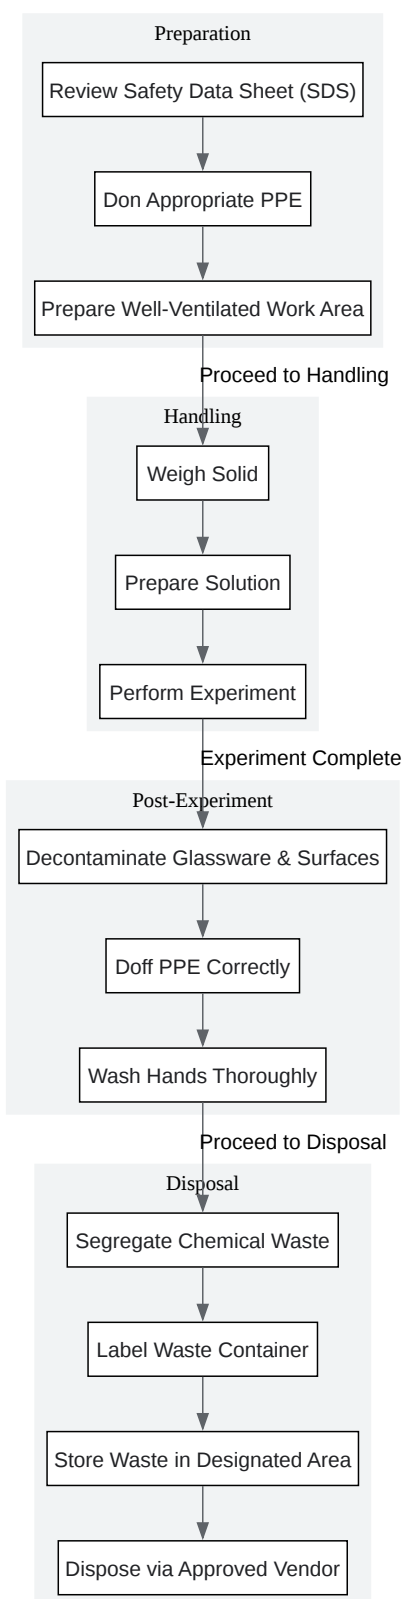 Preparation
Review Safety Data Sheet (SDS)
Don Appropriate PPE
Prepare Well-Ventilated Work Area
Proceed to Handling
Handling
Weigh Solid
Prepare Solution
Perform Experiment
Experiment Complete
Post-Experiment
Decontaminate Glassware & Surfaces
Doff PPE Correctly
Wash Hands Thoroughly
Proceed to Disposal
Disposal
Segregate Chemical Waste
Label Waste Container
Store Waste in Designated Area
Dispose via Approved Vendor